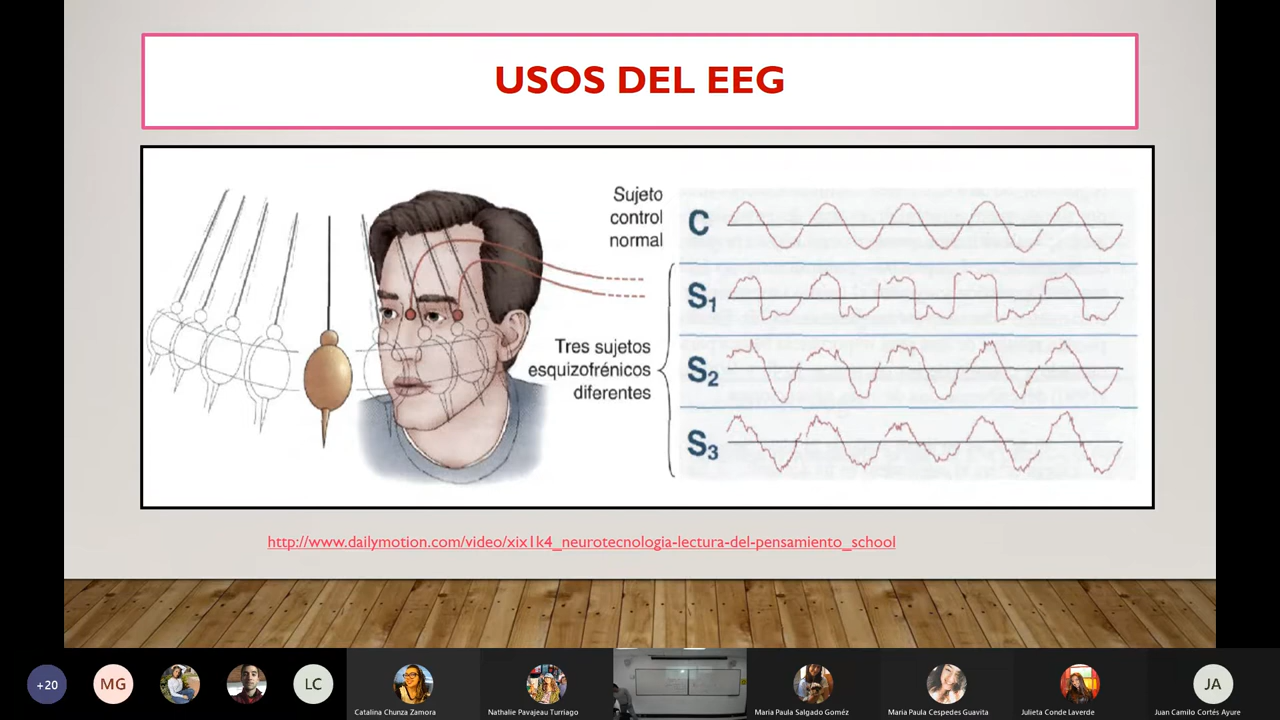 USOS DEL EEG
Sujeto
control
normal
Tres sujetos
esquizofrénicos
diferentes
C
S1
S2
S3
http://www.dailymotion.com/video/xix1k4_neurotecnologia-lectura-del-pensamiento_school
+20
MG
LC
Catalina Chunza Zamora
Nathalie Pavajeau Turriago
Maria Paula Salgado Goméz
Maria Paula Cespedes Guavita
Julieta Conde Laverde
JA
Juan Camilo Cortés Ayure